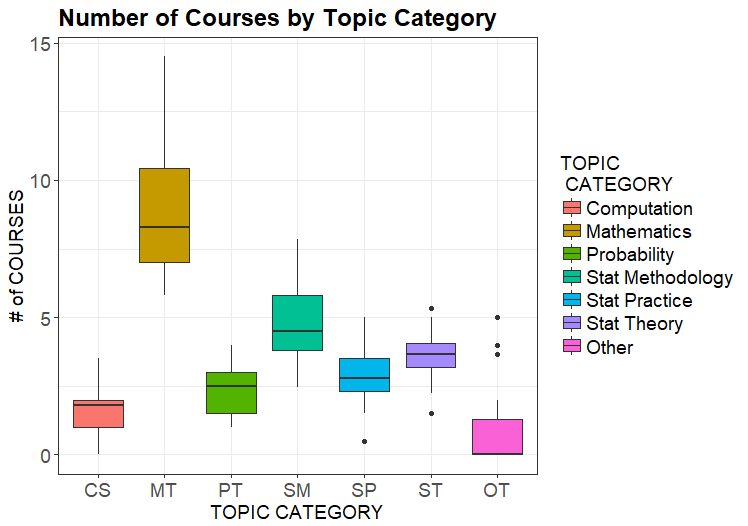 Number of Courses by Topic Category
15
10
5
0
# of COURSES
CS MT PT SM SP ST OT
TOPIC CATEGORY
TOPIC
CATEGORY
Computation
Mathematics
Probability
Stat Methodology
Stat Practice
Stat Theory
Other